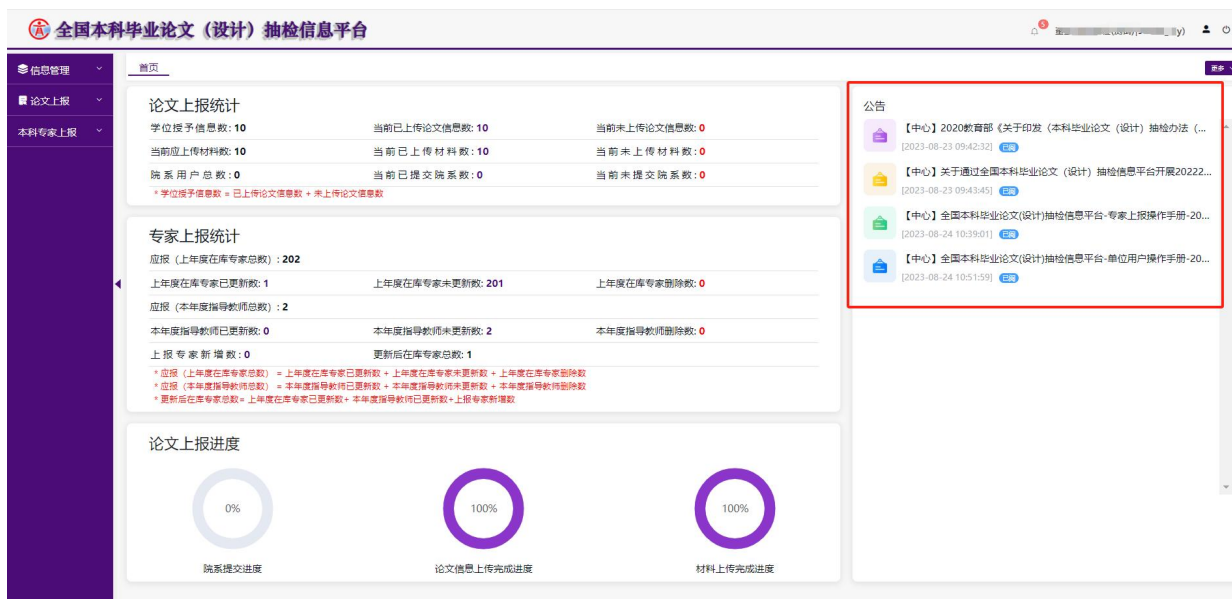 全国本科毕业论文（设计）抽检信息平台
5
y)
信息管理
论文上报
本科专家上报
首页
更多
论文上报统计
学位授予信息数: 10 当前已上传论文信息数: 10 当前未上传论文信息数: 0
当前应上传材料数: 10 当前已上传材料数: 10 当前未上传材料数: 0
院系用户总数: 0 当前已提交院系数: 0 当前未提交院系数: 0
* 学位授予信息数 = 已上传论文信息数 + 未上传论文信息数
专家上报统计
应报（上年度在库专家总数）: 202
上年度在库专家已更新数: 1 上年度在库专家未更新数: 201 上年度在库专家删除数: 0
应报（本年度指导教师总数）: 2
本年度指导教师已更新数: 0 本年度指导教师未更新数: 2 本年度指导教师删除数: 0
上报专家新增数: 0 更新后在库专家总数: 1
* 应报（上年度在库专家总数） = 上年度在库专家已更新数 + 上年度在库专家未更新数 + 上年度在库专家删除数
* 应报（本年度指导教师总数） = 本年度指导教师已更新数 + 本年度指导教师未更新数 + 本年度指导教师删除数
* 更新后在库专家总数= 上年度在库专家已更新数+ 本年度指导教师已更新数+上报专家新增数
论文上报进度
0% 100% 100%
院系提交进度 论文信息上传完成进度 材料上传完成进度
公告
【中心】2020教育部《关于印发（本科毕业论文（设计）抽检办法（...
[2023-08-23 09:42:32] 已阅
【中心】关于通过全国本科毕业论文（设计）抽检信息平台开展20222...
[2023-08-23 09:43:45] 已阅
【中心】全国本科毕业论文(设计)抽检信息平台-专家上报操作手册-20...
[2023-08-24 10:39:01] 已阅
【中心】全国本科毕业论文(设计)抽检信息平台-单位用户操作手册-20...
[2023-08-24 10:51:59] 已阅